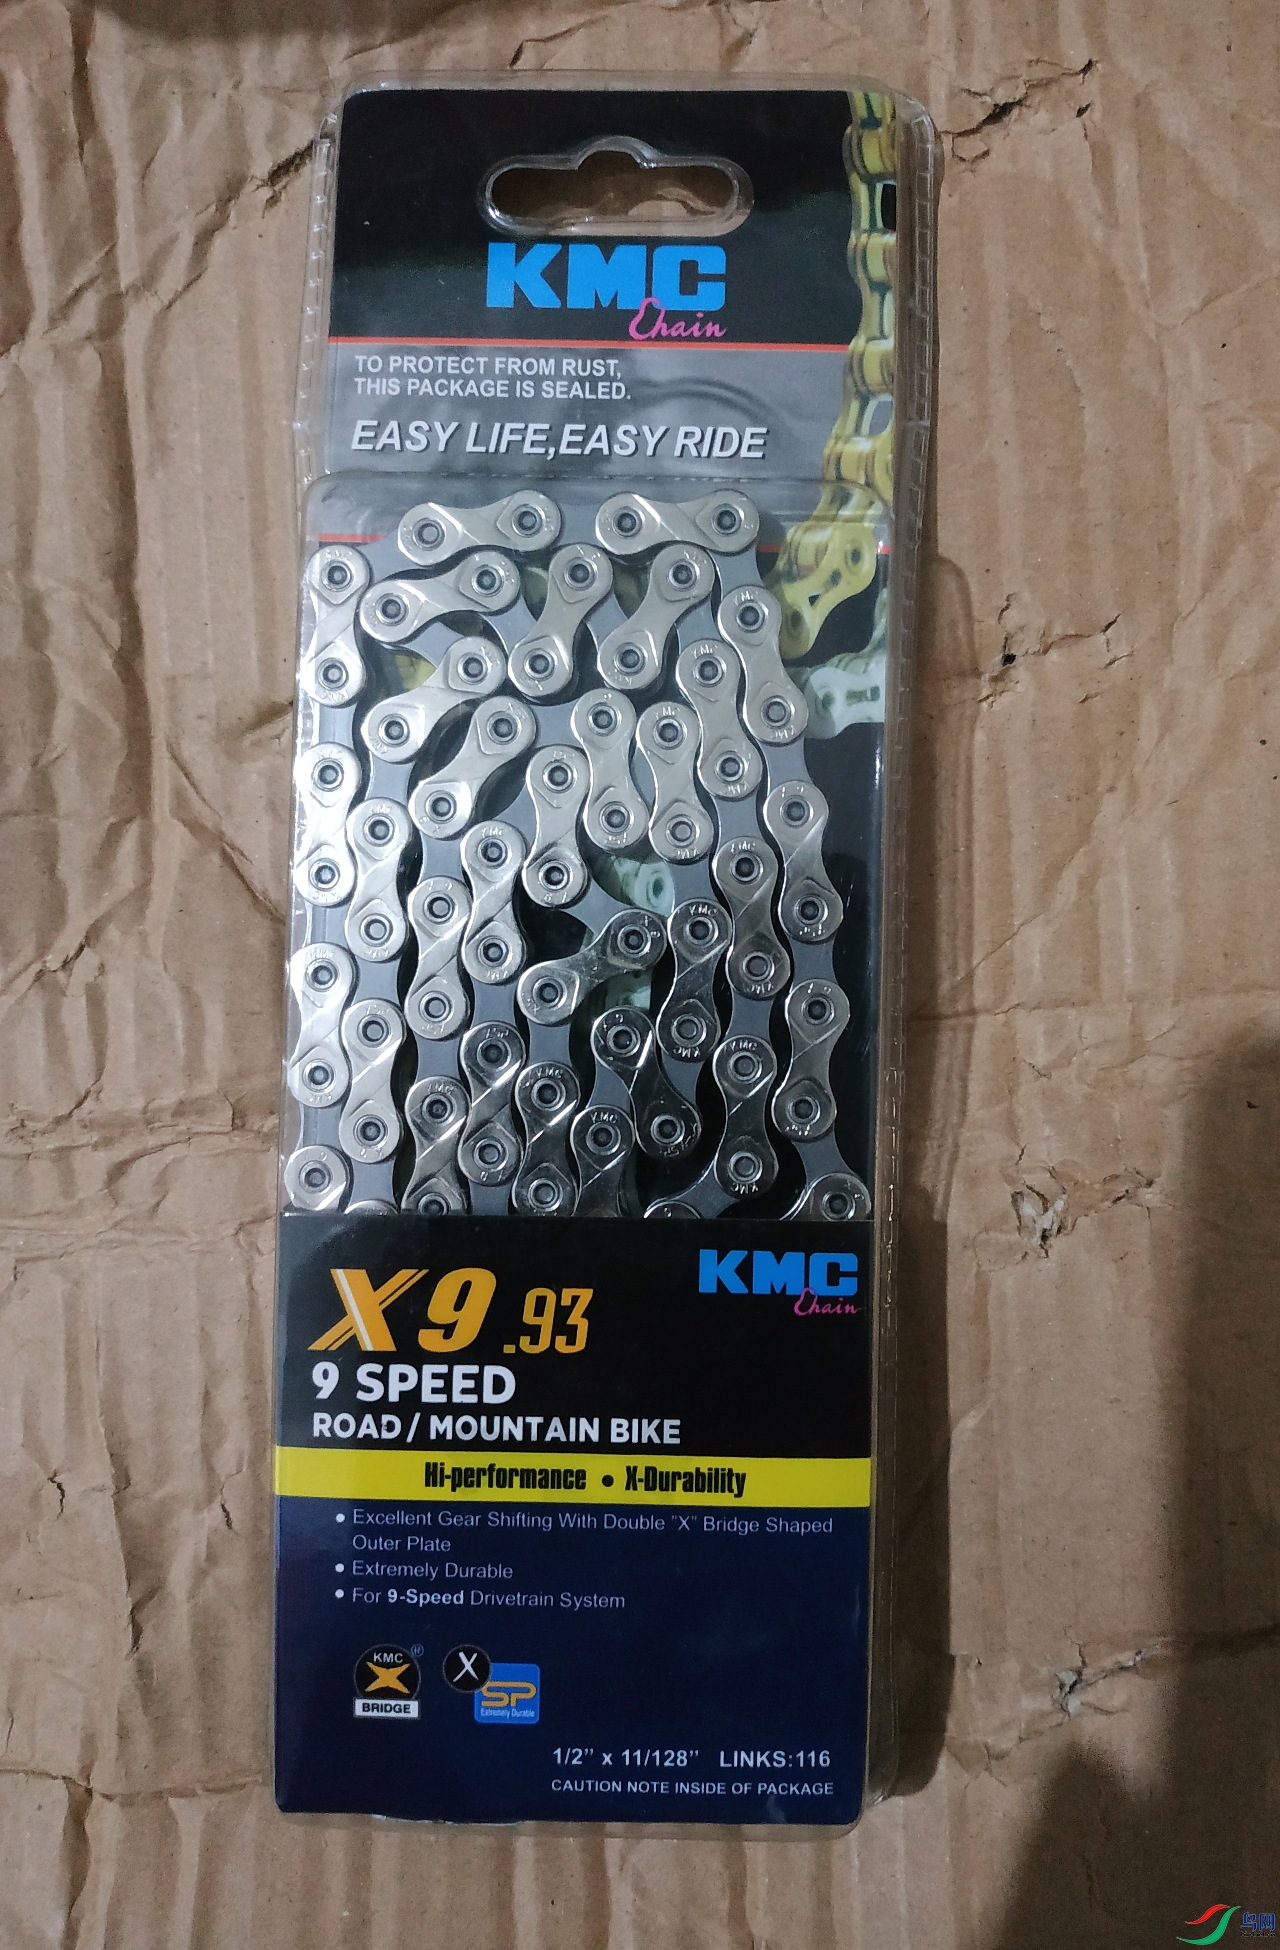 KMC
Chain
TO PROTECT FROM RUST,
THIS PACKAGE IS SEALED.
EASY LIFE,EASY RIDE
KMC
Chain
X9.93
9 SPEED
ROAD / MOUNTAIN BIKE
Hi-performance • X-Durability
• Excellent Gear Shifting With Double "X" Bridge Shaped
Outer Plate
• Extremely Durable
• For 9-Speed Drivetrain System
KMC
®
BRIDGE
X
SP
Extremely Durable
1/2" x 11/128" LINKS:116
CAUTION NOTE INSIDE OF PACKAGE
鸟网